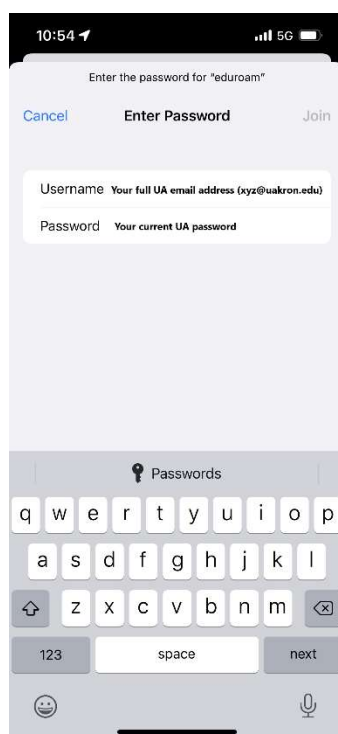 10:54 5G
Enter the password for "eduroam"
Cancel Enter Password Join
Username Your full UA email address (xyz@uakron.edu)
Password Your current UA password
Passwords
q w e r t y u i o p
a s d f g h j k l
z x c v b n m
123 space next